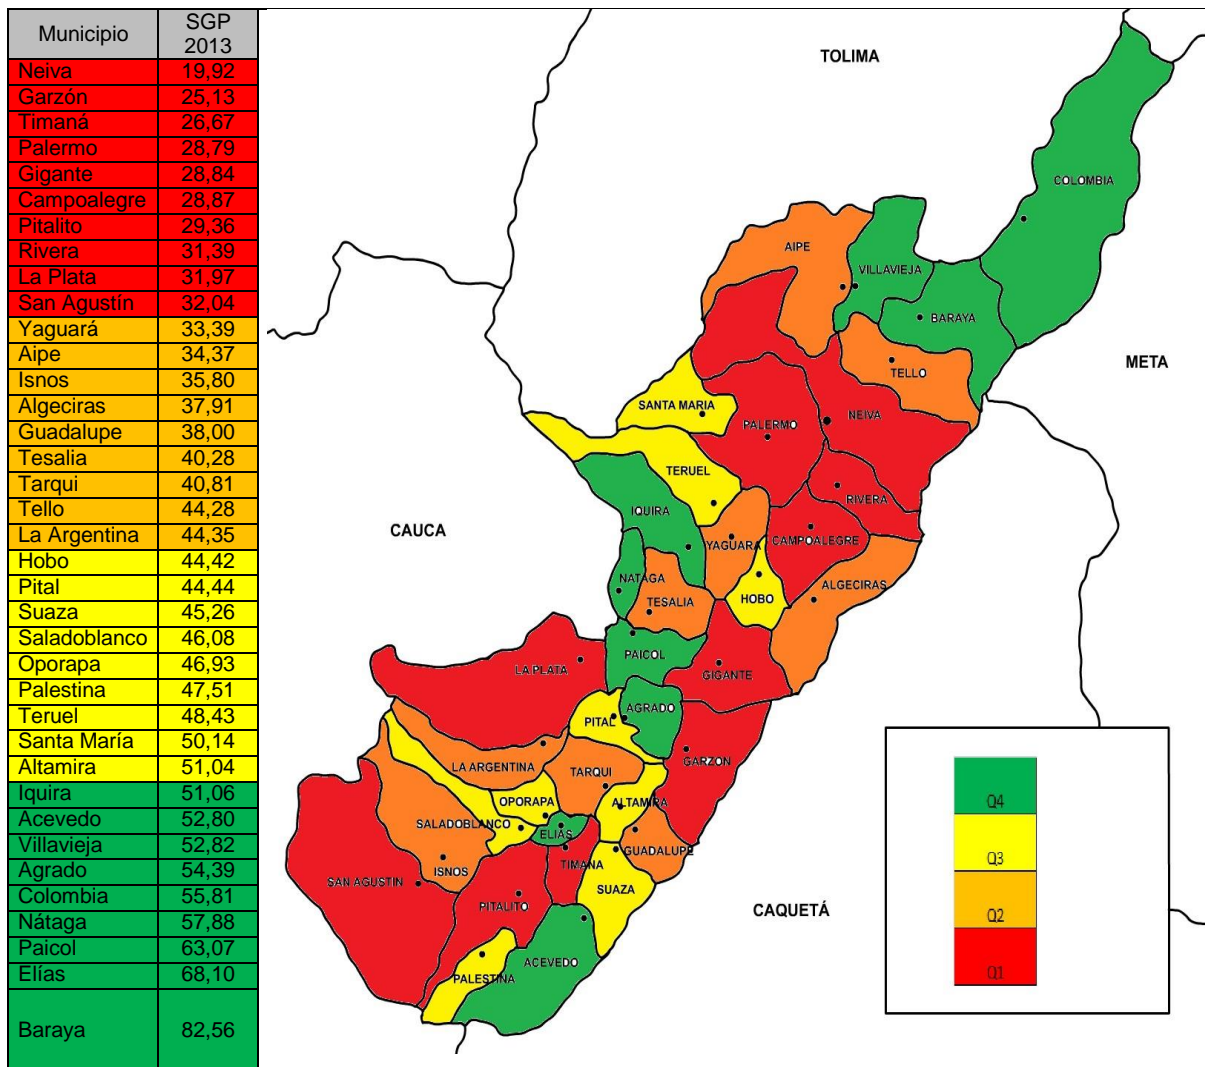 Municipio SGP 2013
Neiva 19,92
Garzón 25,13
Timaná 26,67
Palermo 28,79
Gigante 28,84
Campoalegre 28,87
Pitalito 29,36
Rivera 31,39
La Plata 31,97
San Agustín 32,04
Yaguará 33,39
Aipe 34,37
Isnos 35,80
Algeciras 37,91
Guadalupe 38,00
Tesalia 40,28
Tarqui 40,81
Tello 44,28
La Argentina 44,35
Hobo 44,42
Pital 44,44
Suaza 45,26
Saladoblanco 46,08
Oporapa 46,93
Palestina 47,51
Teruel 48,43
Santa María 50,14
Altamira 51,04
Iquira 51,06
Acevedo 52,80
Villavieja 52,82
Agrado 54,39
Colombia 55,81
Nátaga 57,88
Paicol 63,07
Elías 68,10
Baraya 82,56
TOLIMA
COLOMBIA
AIPE
VILLAVIEJA
BARAYA
META
TELLO
SANTA MARIA
NEIVA
PALERMO
TERUEL
RIVERA
IQUIRA
CAUCA
YAGUARA
CAMPOALEGRE
NATAGA
TESALIA
HOBO
ALGECIRAS
PAICOL
LA PLATA
GIGANTE
AGRADO
PITAL
GARZON
LA ARGENTINA
TARQUI
OPORAPA
ALTAMIRA
SALADOBLANCO
ELIAS
GUADALUPE
TIMANA
ISNOS
SAN AGUSTIN
SUAZA
PITALITO
CAQUETÁ
ACEVEDO
PALESTINA
Q4
Q3
Q2
Q1